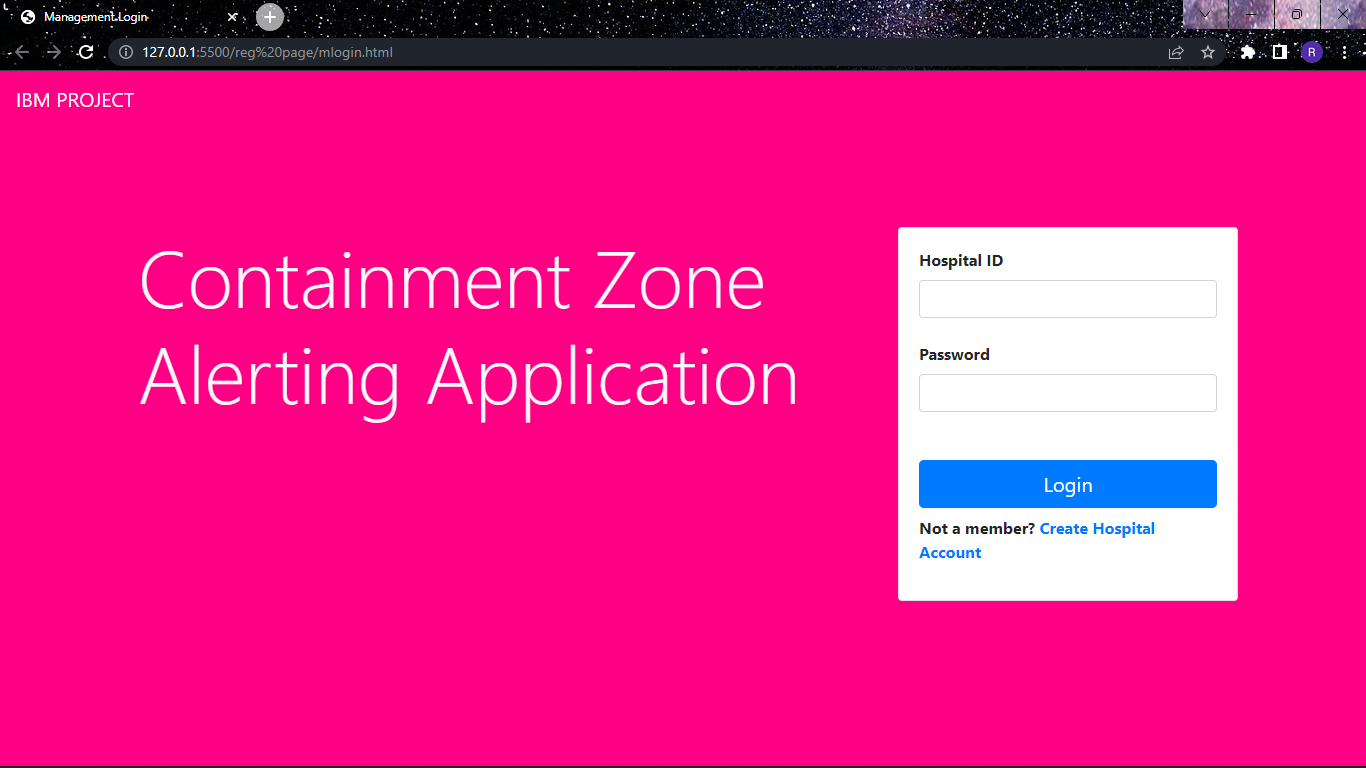 Management Login
127.0.0.1:5500/reg%20page/mlogin.html
R
IBM PROJECT
Containment Zone
Alerting Application
Hospital ID
Password
Login
Not a member? Create Hospital
Account